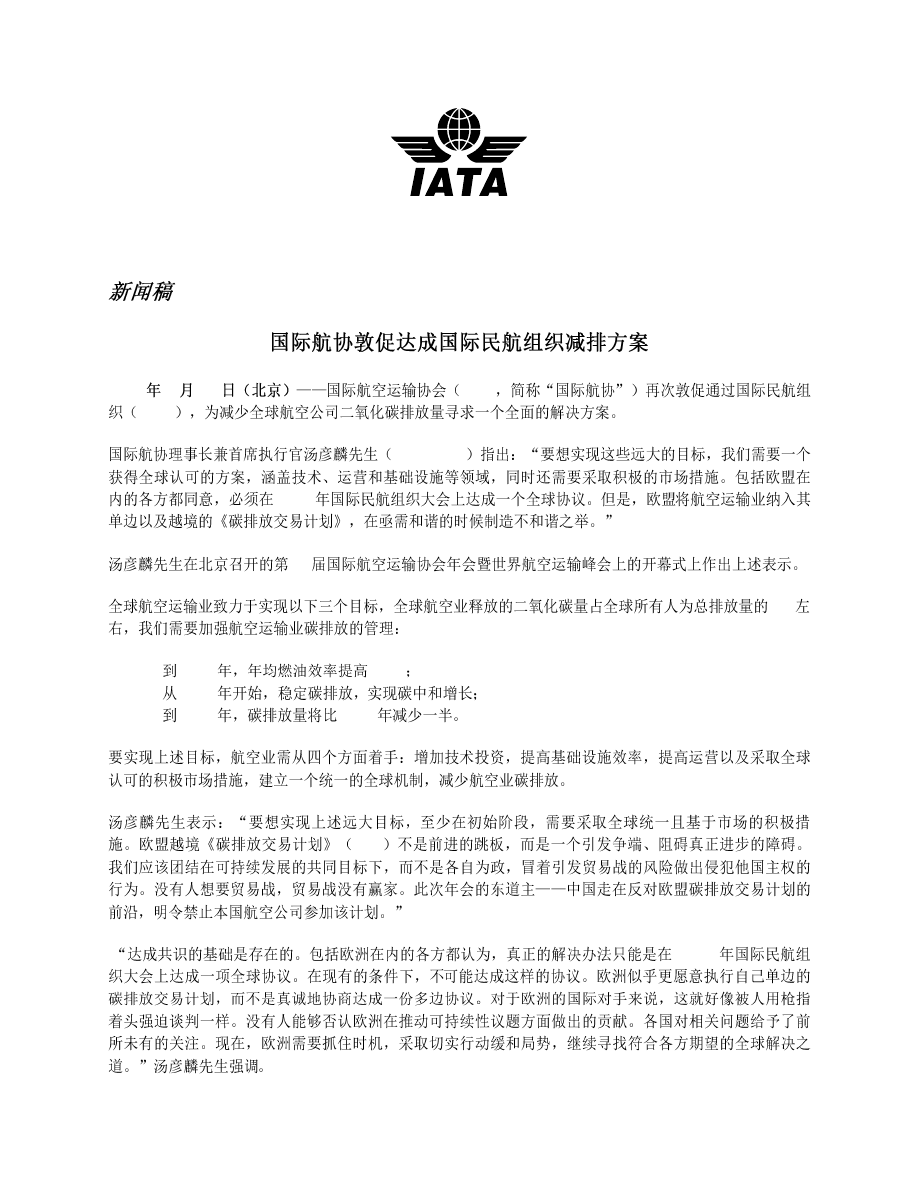 IATA
新闻稿
国际航协敦促达成国际民航组织减排方案
年 月 日（北京）——国际航空运输协会（ ，简称“国际航协”）再次敦促通过国际民航组
织（ ），为减少全球航空公司二氧化碳排放量寻求一个全面的解决方案。
国际航协理事长兼首席执行官汤彦麟先生（ ）指出：“要想实现这些远大的目标，我们需要一个
获得全球认可的方案，涵盖技术、运营和基础设施等领域，同时还需要采取积极的市场措施。包括欧盟在
内的各方都同意，必须在 年国际民航组织大会上达成一个全球协议。但是，欧盟将航空运输业纳入其
单边以及越境的《碳排放交易计划》，在亟需和谐的时候制造不和谐之举。”
汤彦麟先生在北京召开的第 届国际航空运输协会年会暨世界航空运输峰会上的开幕式上作出上述表示。
全球航空运输业致力于实现以下三个目标，全球航空业释放的二氧化碳量占全球所有人为总排放量的 左
右，我们需要加强航空运输业碳排放的管理：
到 年，年均燃油效率提高 ；
从 年开始，稳定碳排放，实现碳中和增长；
到 年，碳排放量将比 年减少一半。
要实现上述目标，航空业需从四个方面着手：增加技术投资，提高基础设施效率，提高运营以及采取全球
认可的积极市场措施，建立一个统一的全球机制，减少航空业碳排放。
汤彦麟先生表示：“要想实现上述远大目标，至少在初始阶段，需要采取全球统一且基于市场的积极措
施。欧盟越境《碳排放交易计划》（ ）不是前进的跳板，而是一个引发争端、阻碍真正进步的障碍。
我们应该团结在可持续发展的共同目标下，而不是各自为政，冒着引发贸易战的风险做出侵犯他国主权的
行为。没有人想要贸易战，贸易战没有赢家。此次年会的东道主——中国走在反对欧盟碳排放交易计划的
前沿，明令禁止本国航空公司参加该计划。”
“达成共识的基础是存在的。包括欧洲在内的各方都认为，真正的解决办法只能是在 年国际民航组
织大会上达成一项全球协议。在现有的条件下，不可能达成这样的协议。欧洲似乎更愿意执行自己单边的
碳排放交易计划，而不是真诚地协商达成一份多边协议。对于欧洲的国际对手来说，这就好像被人用枪指
着头强迫谈判一样。没有人能够否认欧洲在推动可持续性议题方面做出的贡献。各国对相关问题给予了前
所未有的关注。现在，欧洲需要抓住时机，采取切实行动缓和局势，继续寻找符合各方期望的全球解决之
道。”汤彦麟先生强调。